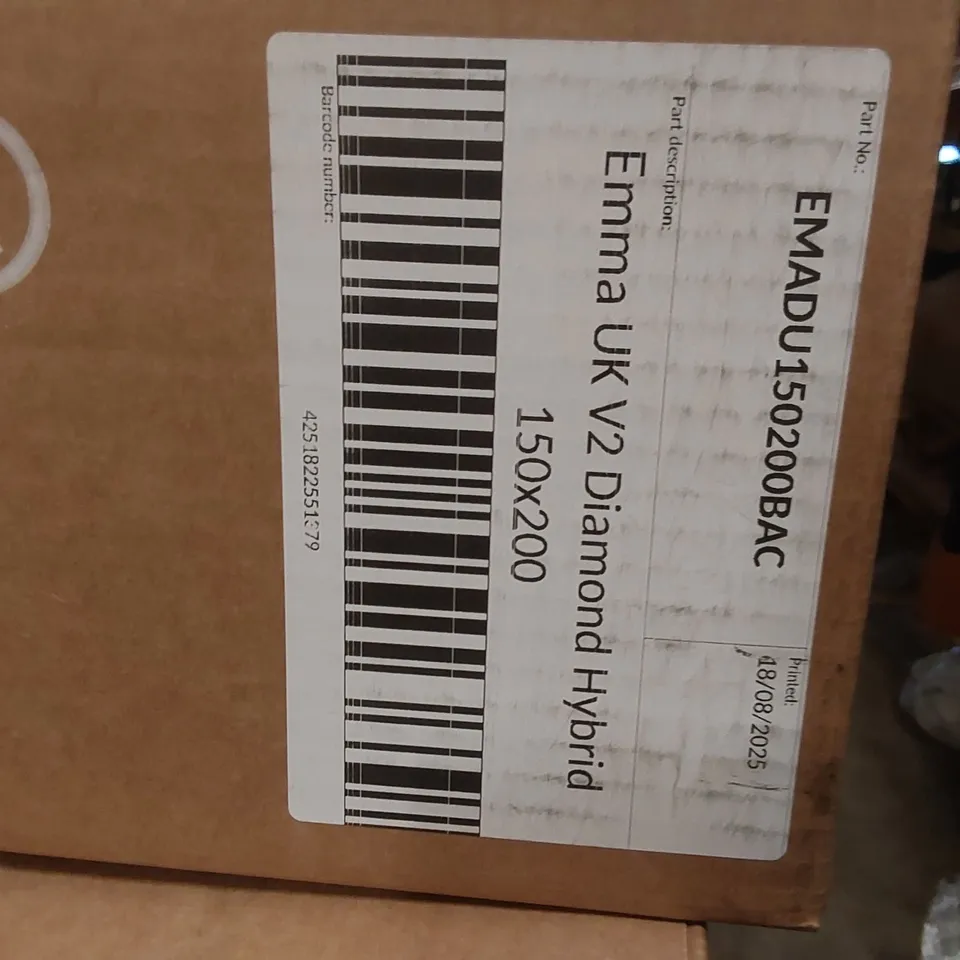 Part No.:
EMADU150200BAC
Printed:
18/08/2025
Part description:
Emma UK V2 Diamond Hybrid
150x200
Barcode number: